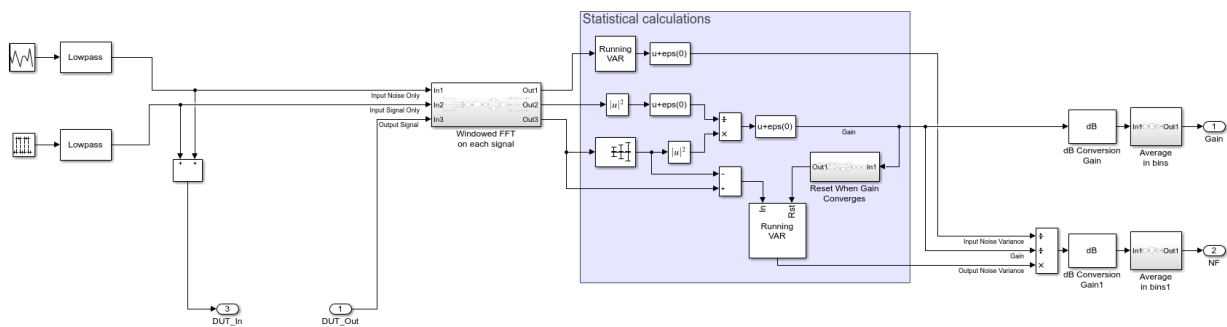 Statistical calculations
Lowpass
Lowpass
Input Noise Only
Input Signal Only
Output Signal
In1
In2
In3
Out1
Out2
Out3
Windowed FFT
on each signal
Running
VAR
u+eps(0)
|u|²
u+eps(0)
÷
×
u+eps(0)
Gain
|u|²
−
+
+
+
Out1
In1
Reset When Gain
Converges
In
Rst
Running
VAR
dB
dB Conversion
Gain
In1
Out1
Average
in bins
1
Gain
Input Noise Variance
Gain
Output Noise Variance
÷
÷
×
dB
dB Conversion
Gain1
In1
Out1
Average
in bins1
2
NF
3
DUT_In
1
DUT_Out